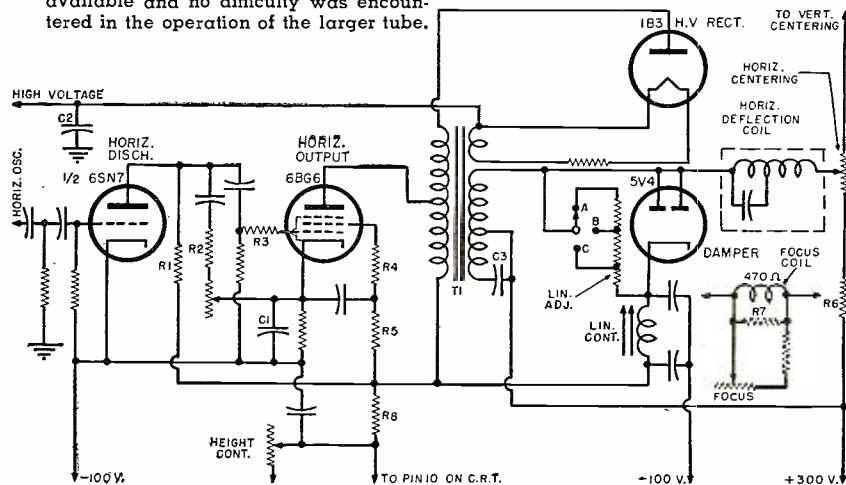 available and no difficulty was encoun-
tered in the operation of the larger tube.
1B3 H.V RECT.
TO VERT.
CENTERING
HORIZ.
CENTERING
HORIZ.
DEFLECTION
COIL
HIGH VOLTAGE
C2
HORIZ.
DISCH.
HORIZ.
OUTPUT
1/2 6SN7
6BG6
5V4
HORIZ. OSC.
A
B
C
R2
R3
R1
R4
C3
T1
DAMPER
LIN.
ADJ.
FOCUS
COIL
470 Ω
R6
C1
R5
LIN.
CONT.
R7
R8
FOCUS
HEIGHT
CONT.
-100 V.
TO PIN 10 ON C.R.T.
-100 V.
+300 V.